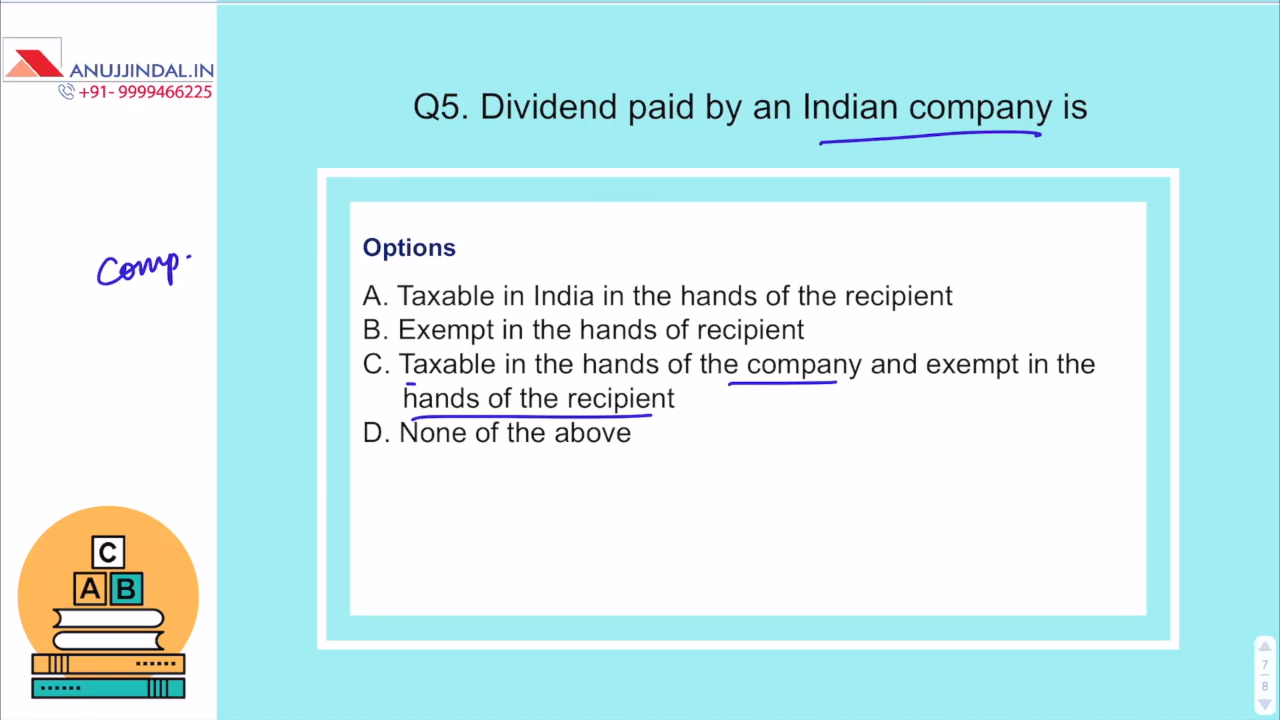 ANUJJINDAL.IN
+91- 9999466225
Q5. Dividend paid by an Indian company is
Comp.
Options
A. Taxable in India in the hands of the recipient
B. Exempt in the hands of recipient
C. Taxable in the hands of the company and exempt in the
hands of the recipient
D. None of the above
C
A B
7
8